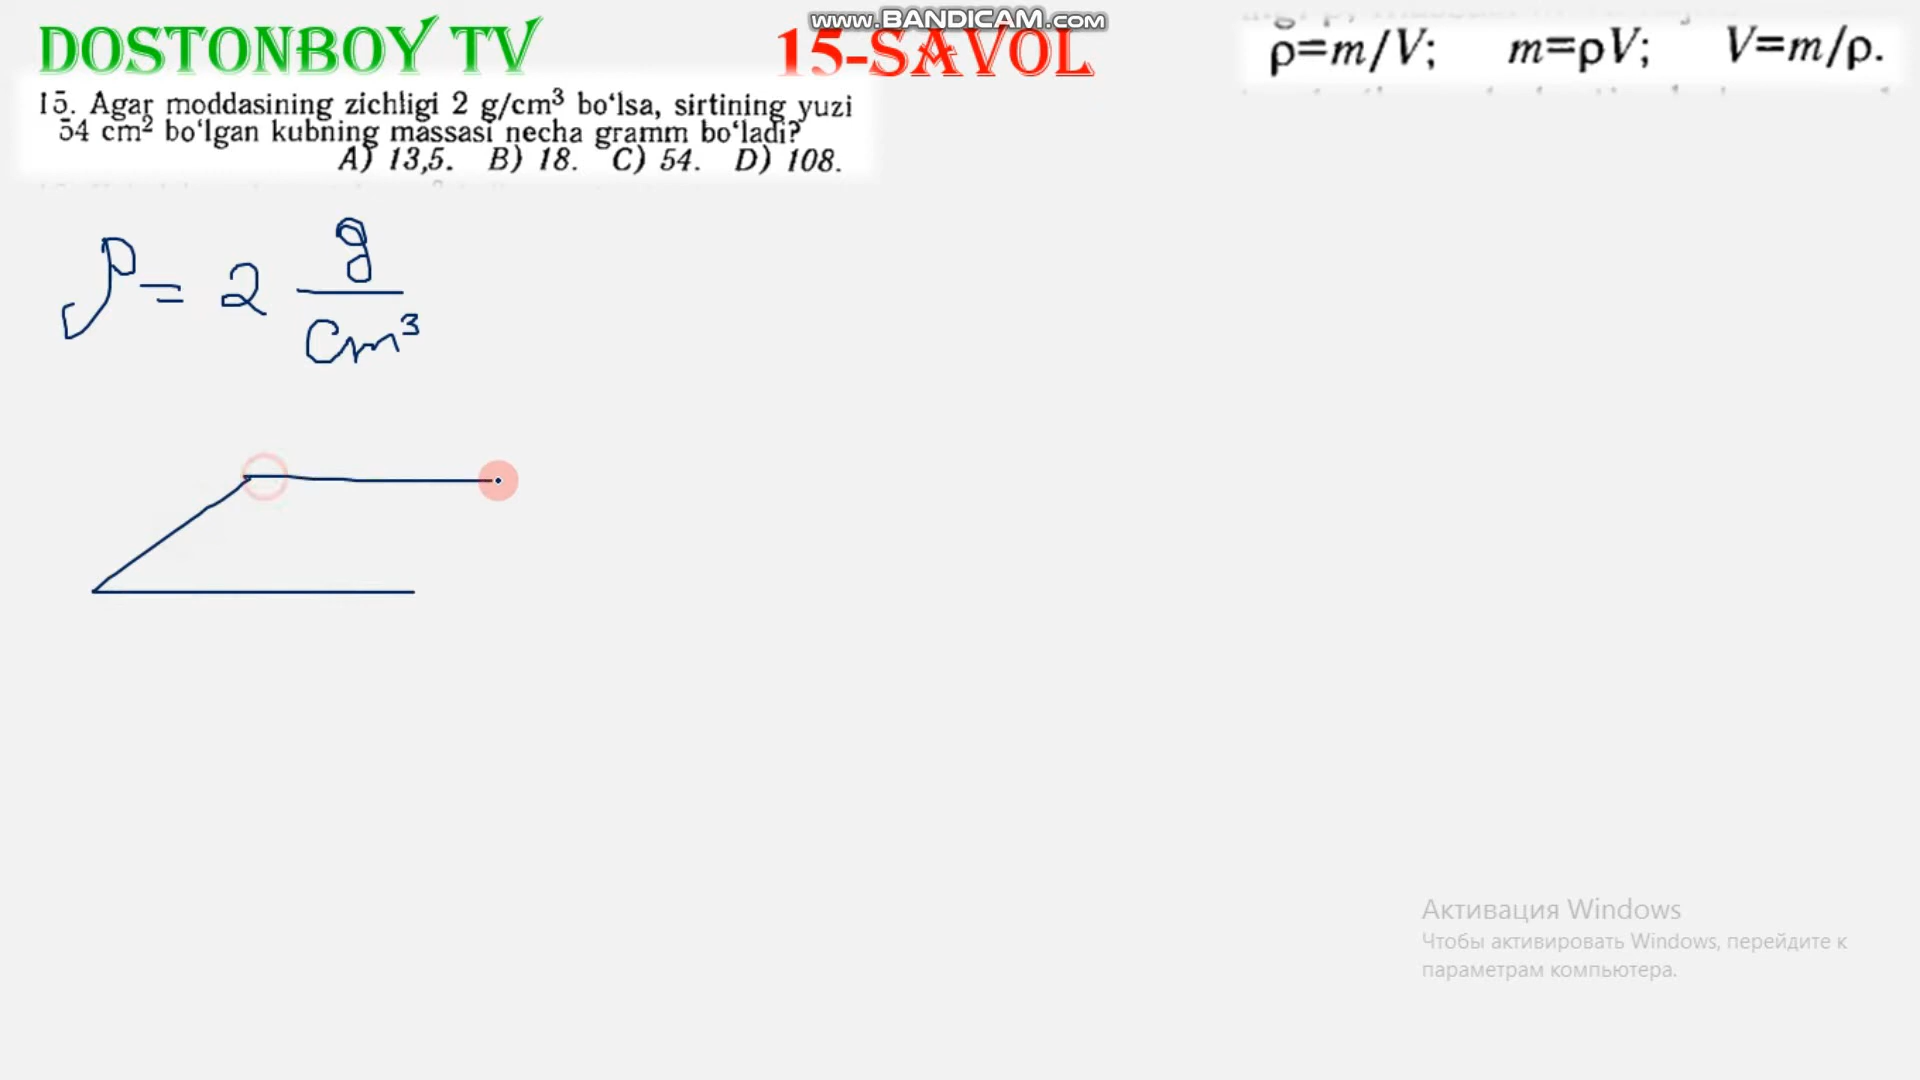 www.BANDICAM.com
DOSTONBOY TV
15-SAVOL
ρ=m/V; m=ρV; V=m/ρ.
15. Agar moddasining zichligi 2 g/cm³ bo‘lsa, sirtining yuzi
54 cm² bo‘lgan kubning massasi necha gramm bo‘ladi?
A) 13,5. B) 18. C) 54. D) 108.
ρ = 2 g/cm³
Активация Windows
Чтобы активировать Windows, перейдите к
параметрам компьютера.